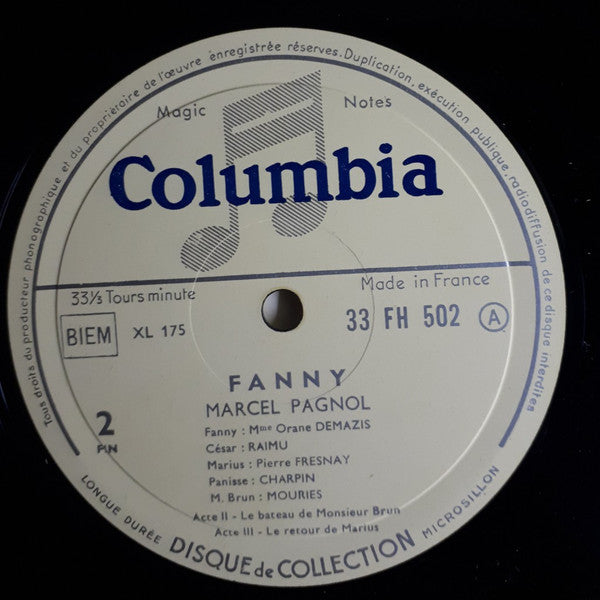 Tous droits du producteur phonographique et du propriétaire de l'œuvre enregistrée réservés. Duplication, exécution publique, radiodiffusion de ce disque interdites
Magic Notes
Columbia
33⅓ Tours minute
Made in France
BIEM XL 175
33 FH 502 A
FANNY
MARCEL PAGNOL
2
FIN
Fanny : Mme Orane DEMAZIS
César : RAIMU
Marius : Pierre FRESNAY
Panisse : CHARPIN
M. Brun : MOURIES
Acte II - Le bateau de Monsieur Brun
Acte III - Le retour de Marius
LONGUE DURÉE DISQUE de COLLECTION MICROSILLON